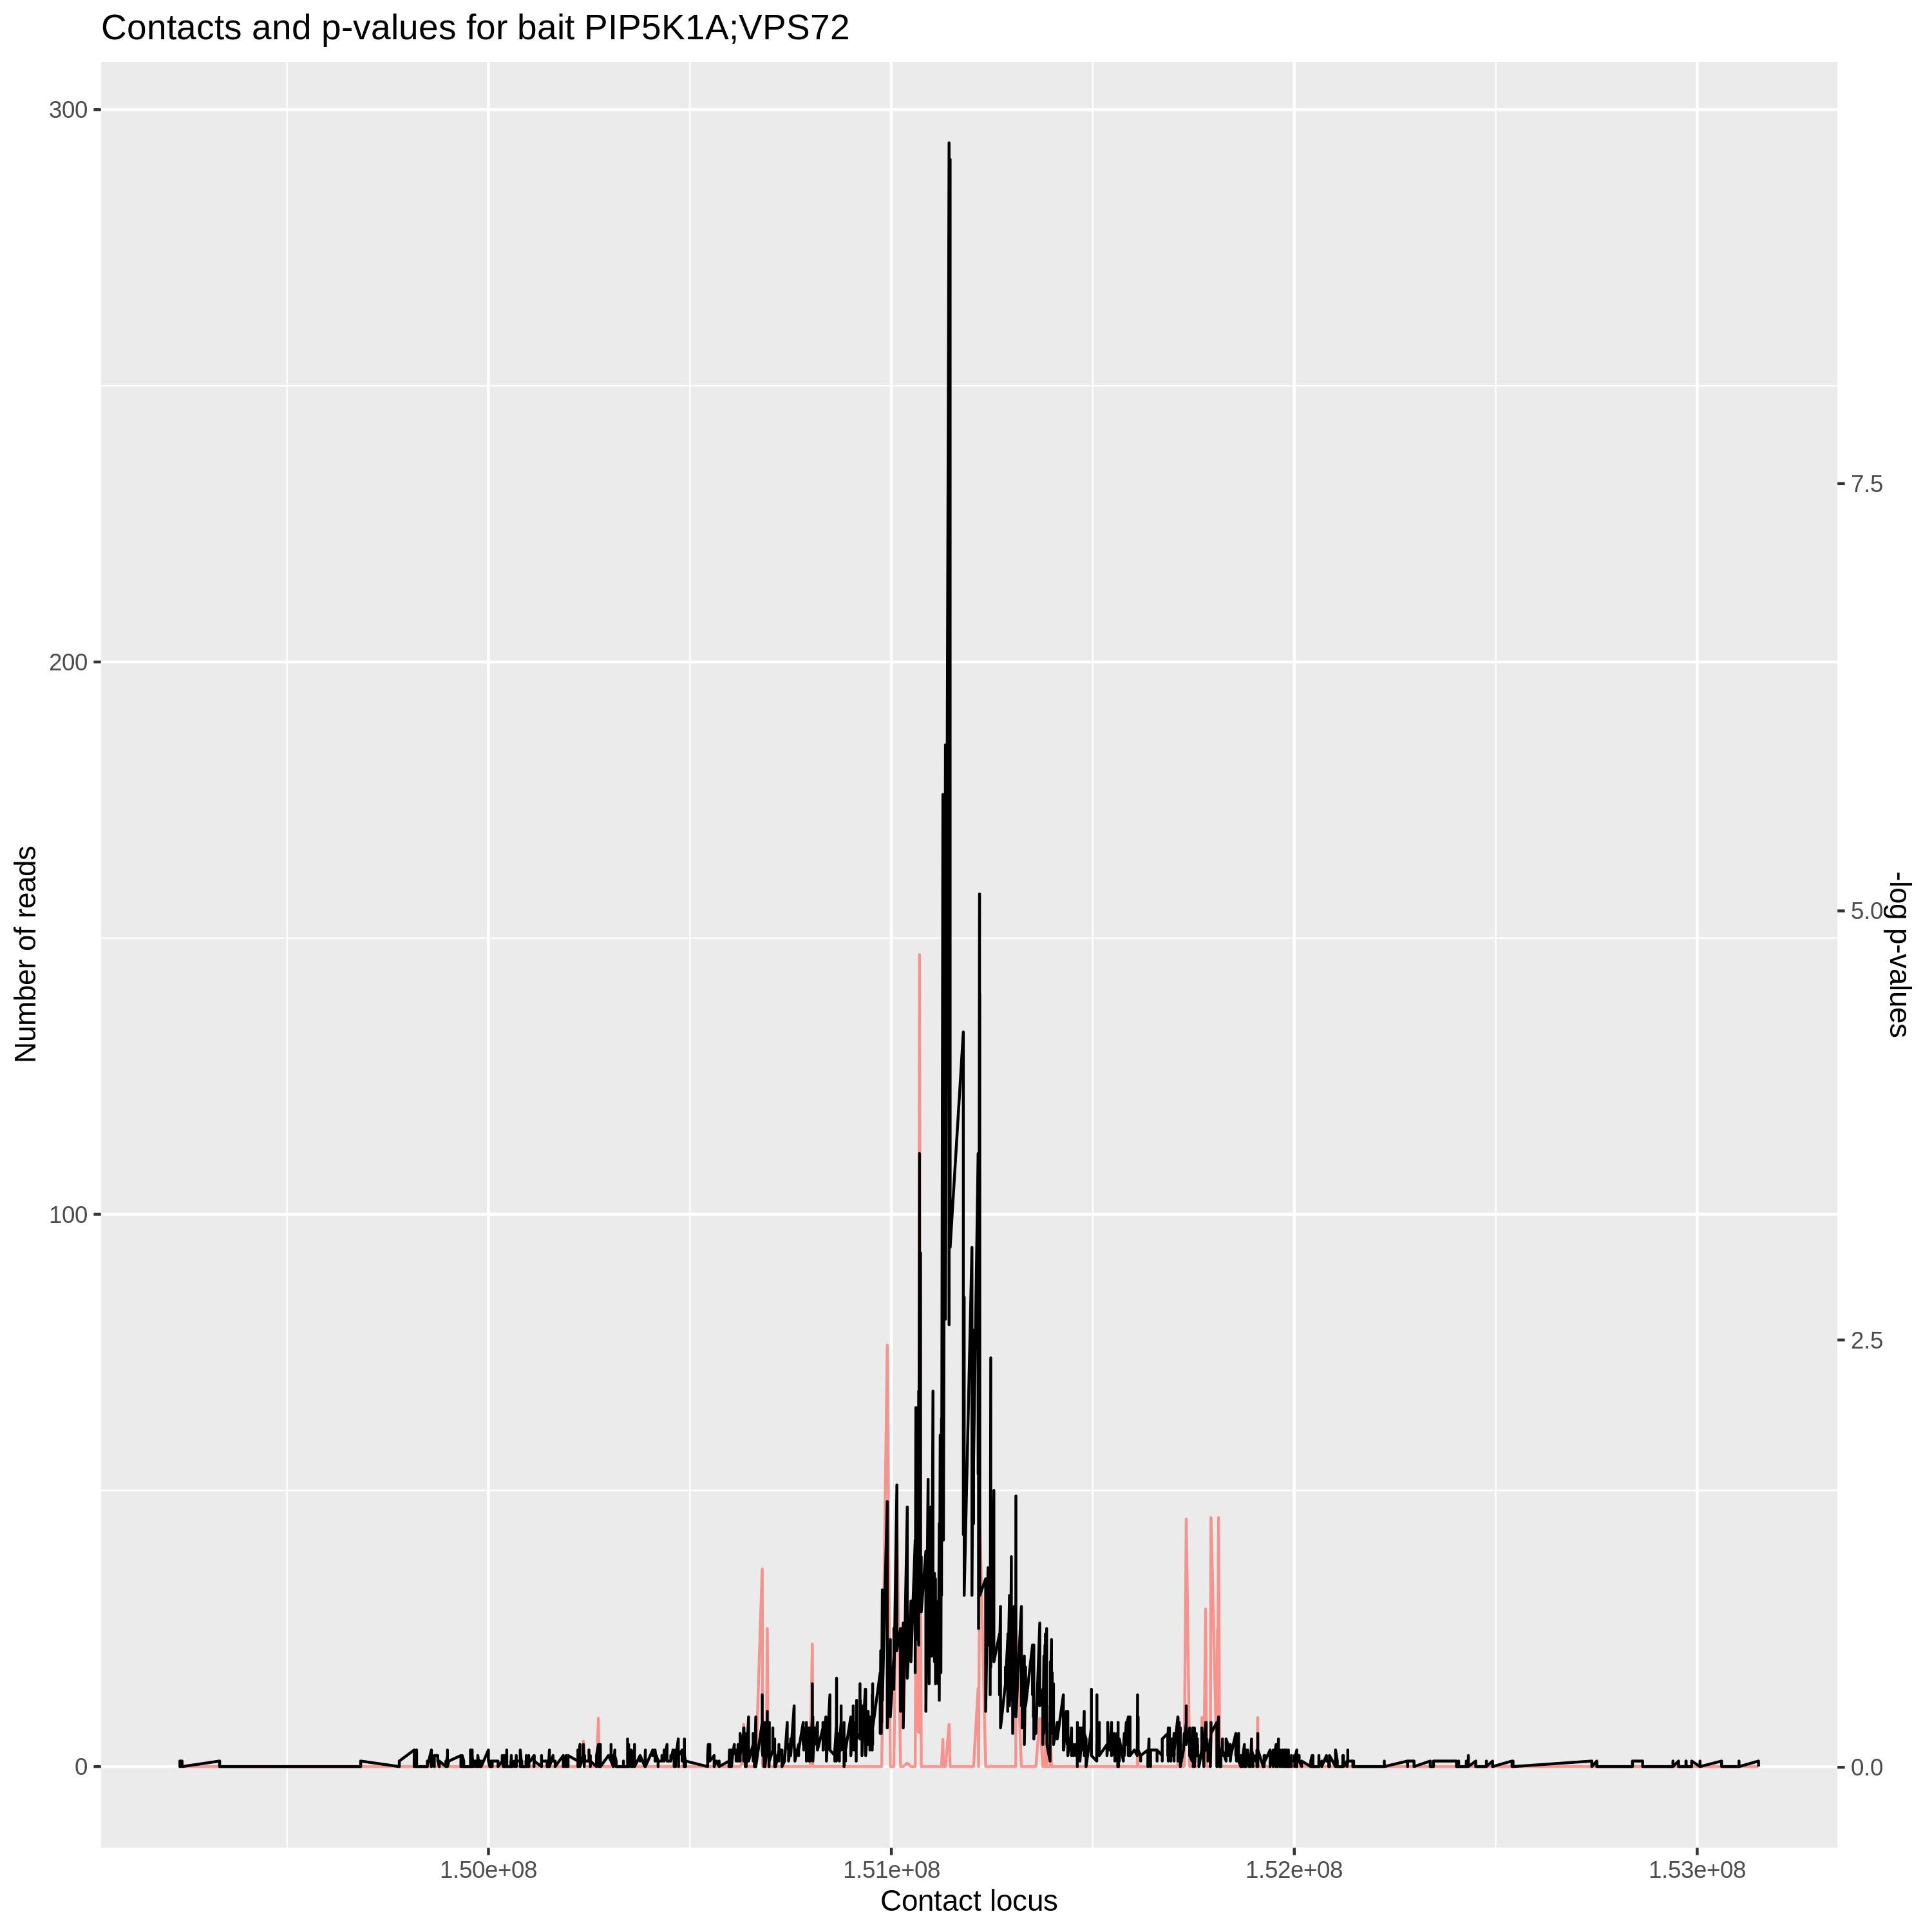 Contacts and p-values for bait PIP5K1A;VPS72
300
200
100
0
Number of reads
7.5
5.0
2.5
0.0
-log p-values
1.50e+08
1.51e+08
1.52e+08
1.53e+08
Contact locus